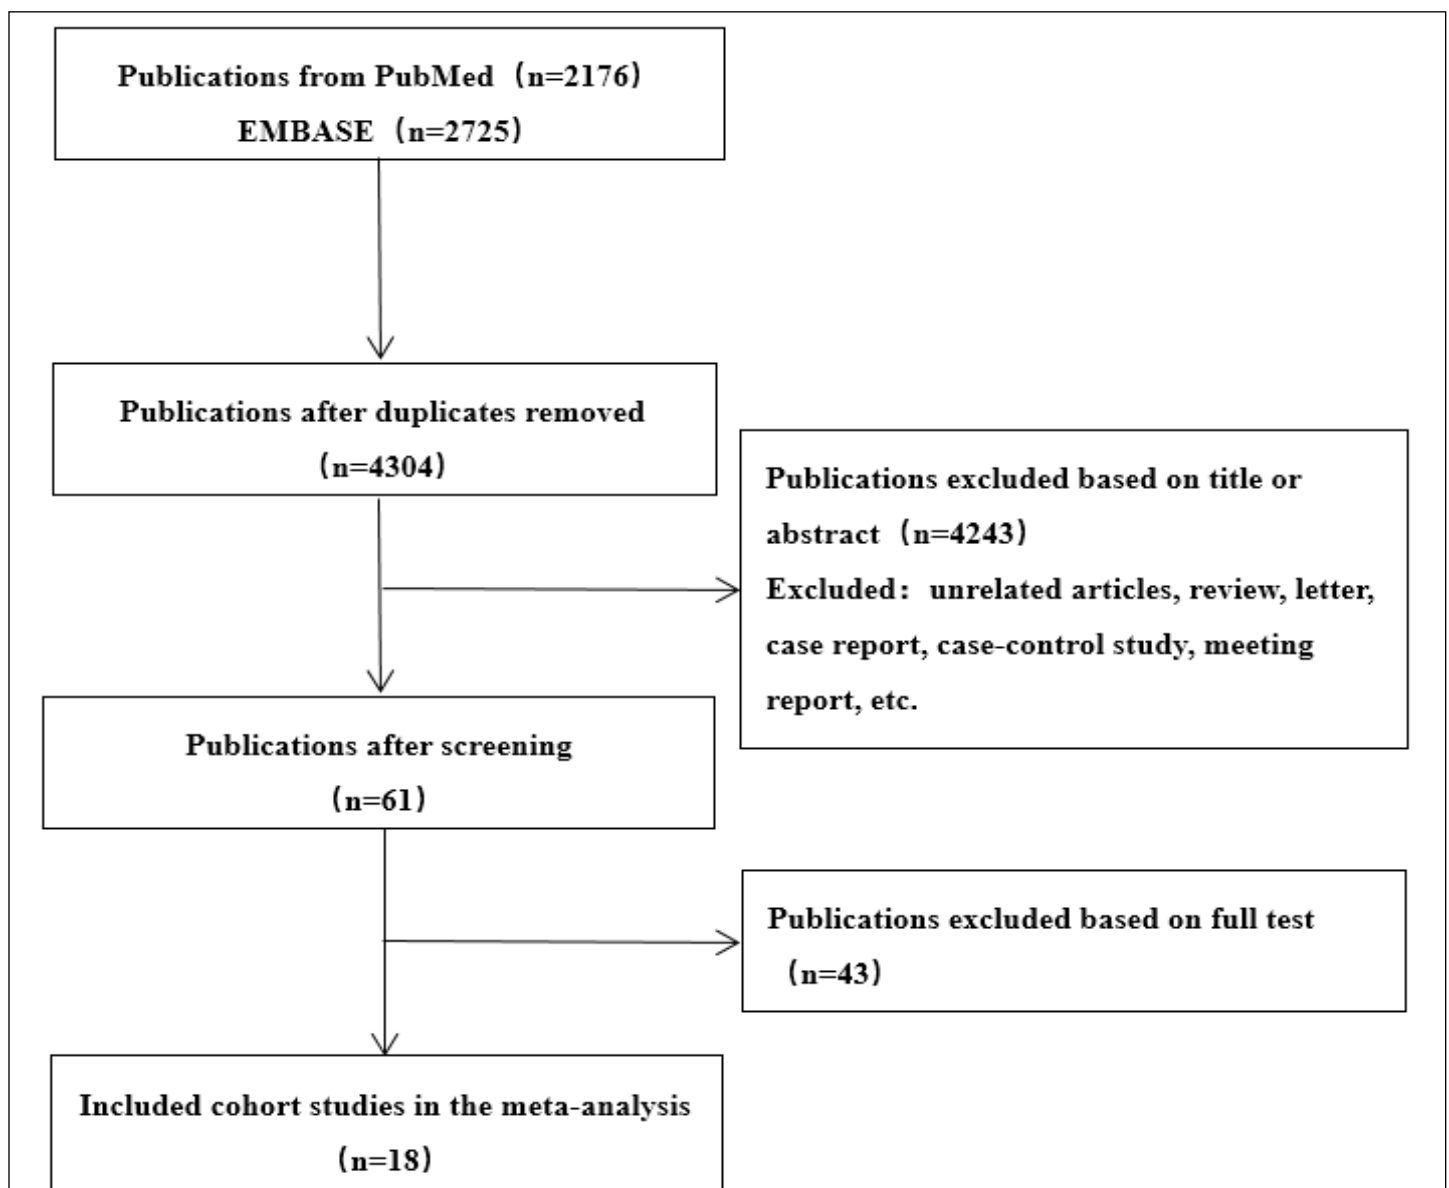 Publications from PubMed（n=2176）
EMBASE（n=2725）
Publications after duplicates removed
（n=4304）
Publications excluded based on title or
abstract（n=4243）
Excluded：unrelated articles, review, letter,
case report, case-control study, meeting
report, etc.
Publications after screening
（n=61）
Publications excluded based on full test
（n=43）
Included cohort studies in the meta-analysis
（n=18）